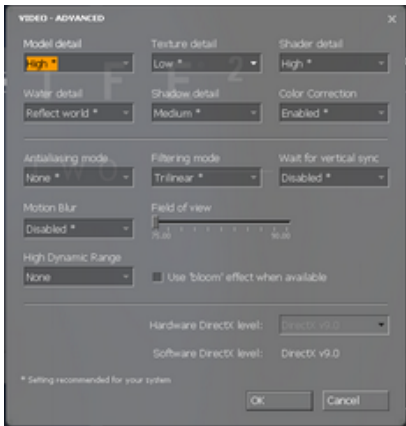 VIDEO - ADVANCED
Model detail Texture detail Shader detail
High * Low * High *
Water detail Shadow detail Color Correction
Reflect world * Medium * Enabled *
Antialiasing mode Filtering mode Wait for vertical sync
None * Trilinear * Disabled *
Motion Blur Field of view
Disabled *
75.00 90.00
High Dynamic Range
None Use 'bloom' effect when available
Hardware DirectX level: DirectX v9.0
Software DirectX level: DirectX v9.0
* Setting recommended for your system
OK Cancel